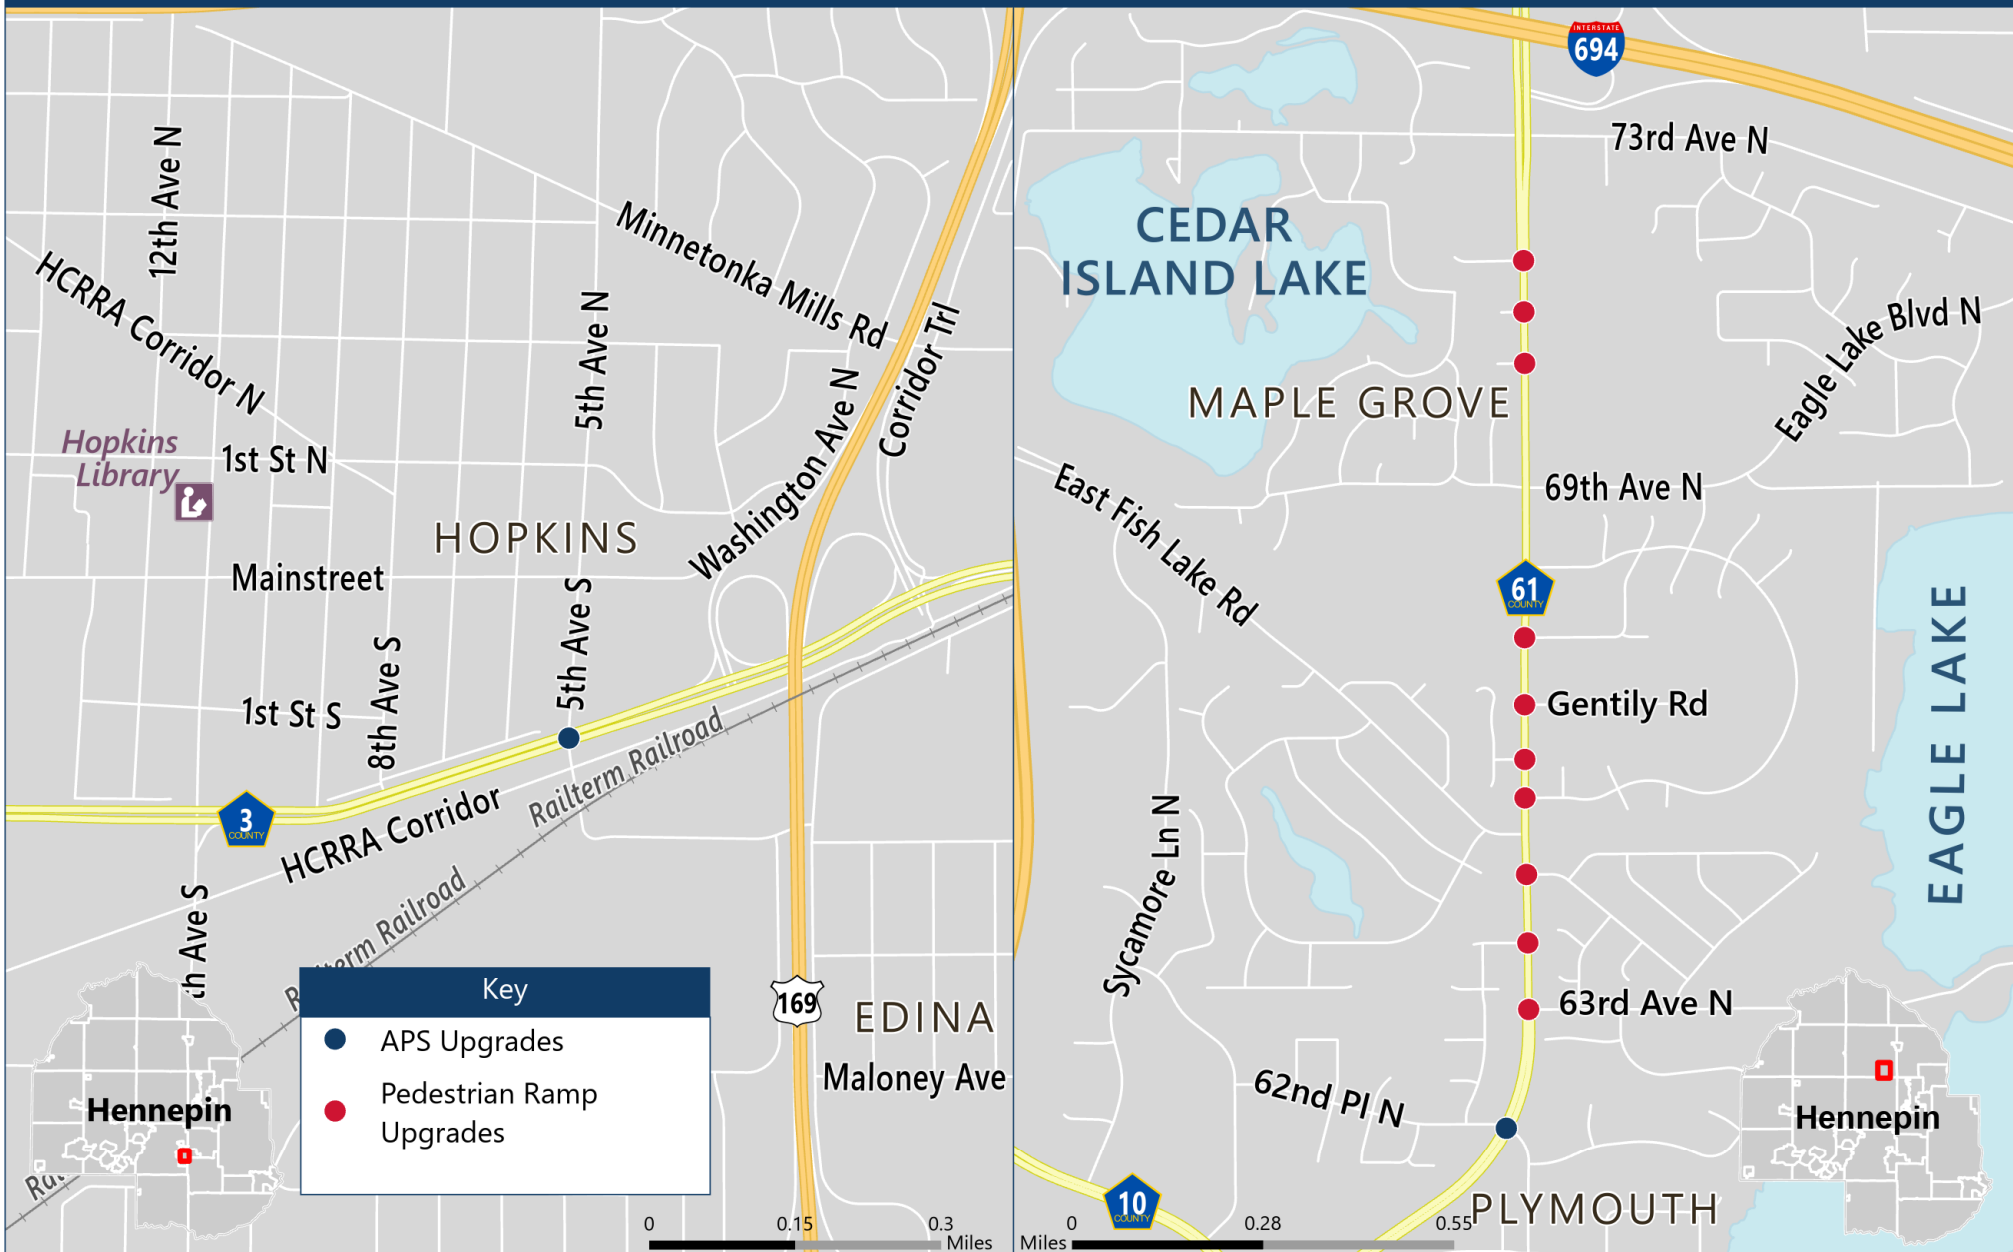 12th Ave N
HCRRA Corridor N
Minnetonka Mills Rd
5th Ave N
Corridor Trl
Washington Ave N
Hopkins
Library
1st St N
HOPKINS
Mainstreet
5th Ave S
8th Ave S
1st St S
3
COUNTY
HCRRA Corridor
Railterm Railroad
Railroad
Ave S
169
EDINA
Maloney Ave
Key
APS Upgrades
Pedestrian Ramp
Upgrades
Hennepin
0 0.15 0.3
Miles
INTERSTATE
694
73rd Ave N
CEDAR
ISLAND LAKE
MAPLE GROVE
Eagle Lake Blvd N
69th Ave N
East Fish Lake Rd
61
COUNTY
EAGLE LAKE
Gentily Rd
Sycamore Ln N
63rd Ave N
62nd Pl N
10
COUNTY
PLYMOUTH
Hennepin
0 0.28 0.55
Miles